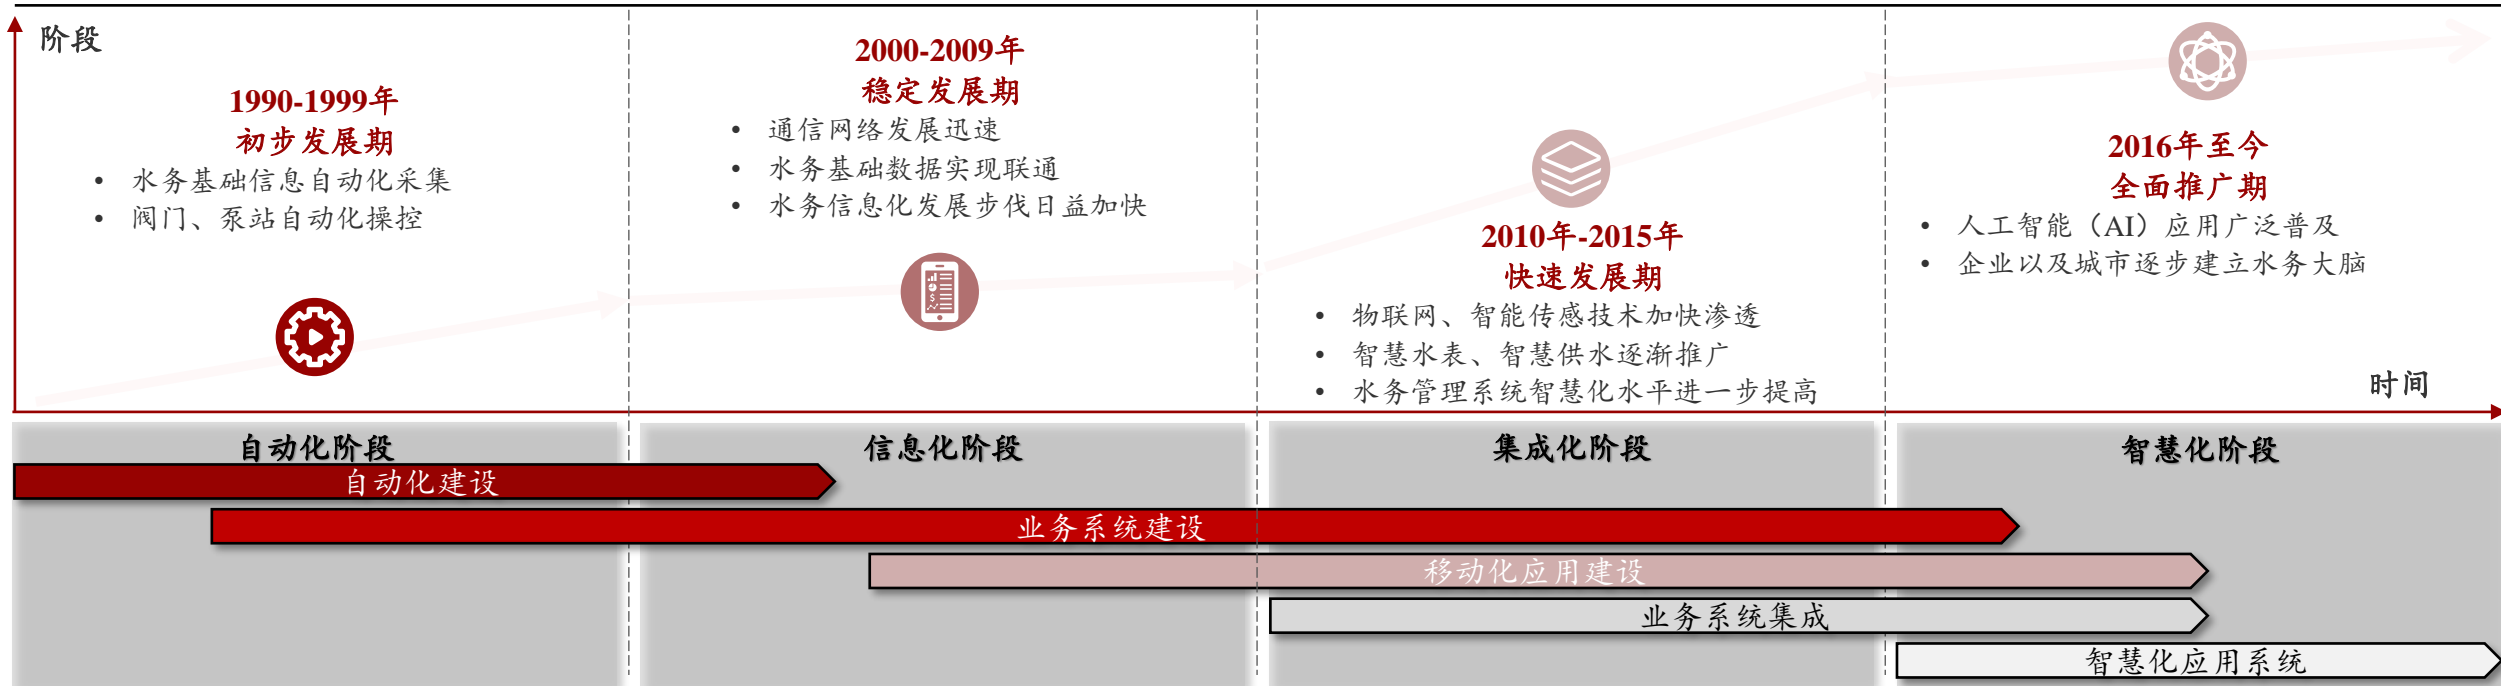 阶段
1990-1999年
初步发展期
• 水务基础信息自动化采集
• 阀门、泵站自动化操控
2000-2009年
稳定发展期
• 通信网络发展迅速
• 水务基础数据实现联通
• 水务信息化发展步伐日益加快
2010年-2015年
快速发展期
• 物联网、智能传感技术加快渗透
• 智慧水表、智慧供水逐渐推广
• 水务管理系统智慧化水平进一步提高
2016年至今
全面推广期
• 人工智能（AI）应用广泛普及
• 企业以及城市逐步建立水务大脑
时间
自动化阶段
信息化阶段
集成化阶段
智慧化阶段
自动化建设
业务系统建设
移动化应用建设
业务系统集成
智慧化应用系统